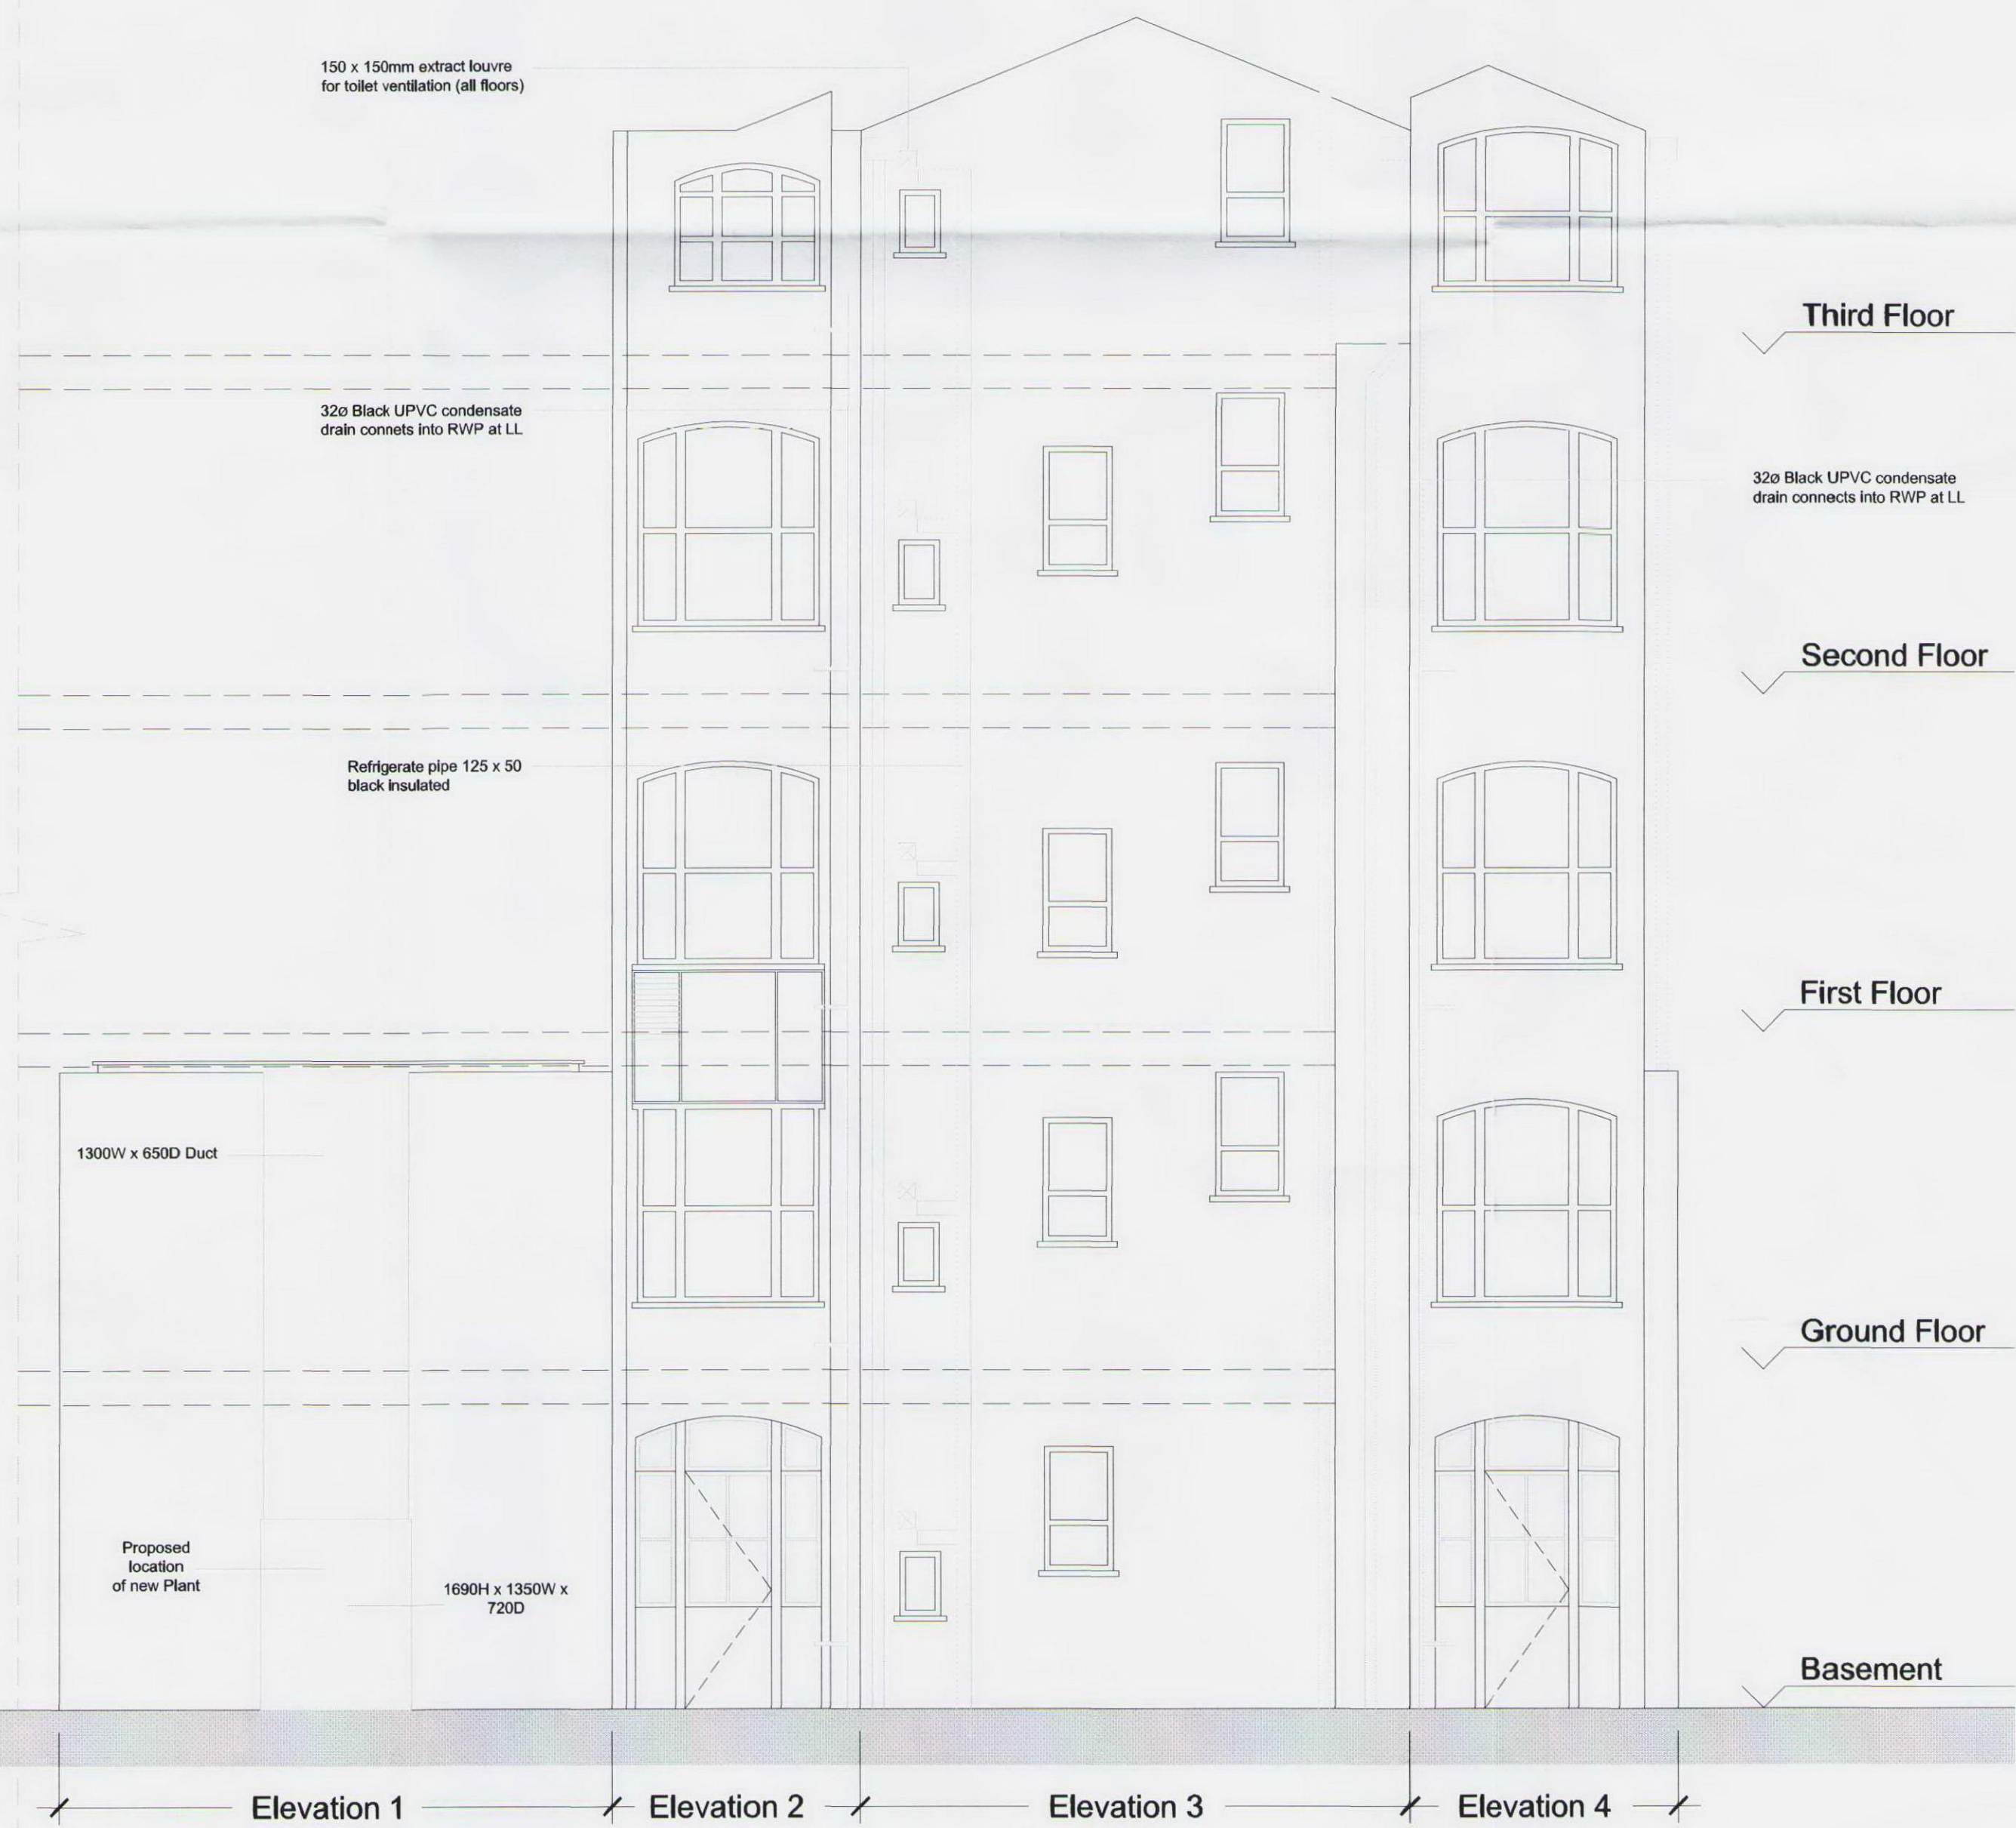 150 x 150mm extract louvre
for toilet ventilation (all floors)
Third Floor
32ø Black UPVC condensate
drain connets into RWP at LL
32ø Black UPVC condensate
drain connects into RWP at LL
Second Floor
Refrigerate pipe 125 x 50
black insulated
First Floor
1300W x 650D Duct
Ground Floor
Proposed
location
of new Plant
1690H x 1350W x
720D
Basement
Elevation 1
Elevation 2
Elevation 3
Elevation 4